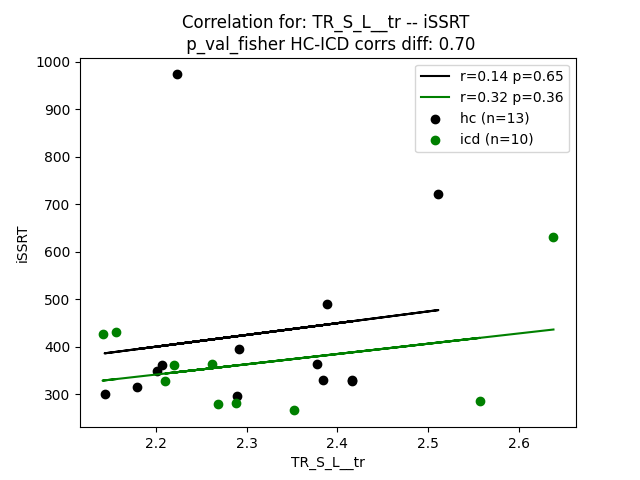 Correlation for: TR_S_L__tr -- iSSRT
p_val_fisher HC-ICD corrs diff: 0.70
1000
900
800
700
600
500
400
300
iSSRT
r=0.14 p=0.65
r=0.32 p=0.36
hc (n=13)
icd (n=10)
2.2 2.3 2.4 2.5 2.6
TR_S_L__tr